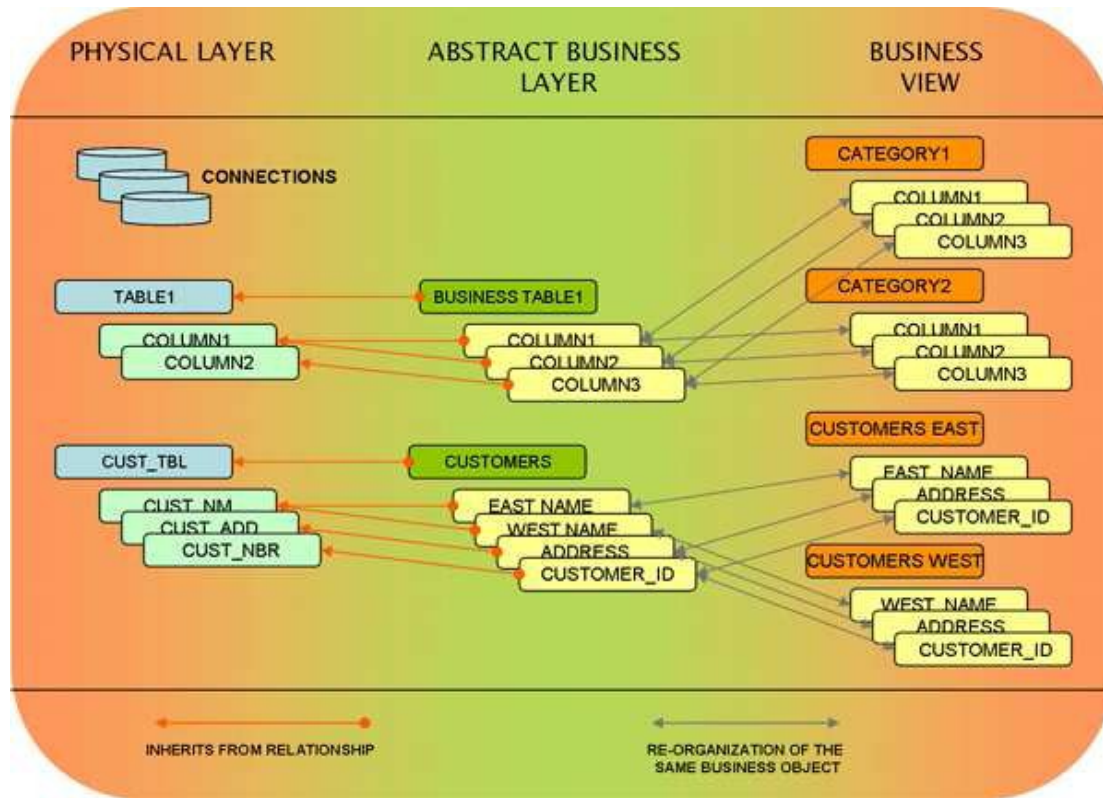 PHYSICAL LAYER
ABSTRACT BUSINESS
LAYER
BUSINESS
VIEW
CONNECTIONS
CATEGORY1
COLUMN1
COLUMN2
COLUMN3
TABLE1
BUSINESS TABLE1
CATEGORY2
COLUMN1
COLUMN2
COLUMN1
COLUMN2
COLUMN3
COLUMN1
COLUMN2
COLUMN3
CUST_TBL
CUSTOMERS
CUSTOMERS EAST
CUST_NM
CUST_ADD
CUST_NBR
EAST NAME
WEST NAME
ADDRESS
CUSTOMER_ID
EAST_NAME
ADDRESS
CUSTOMER_ID
CUSTOMERS WEST
WEST_NAME
ADDRESS
CUSTOMER_ID
INHERITS FROM RELATIONSHIP
RE-ORGANIZATION OF THE
SAME BUSINESS OBJECT